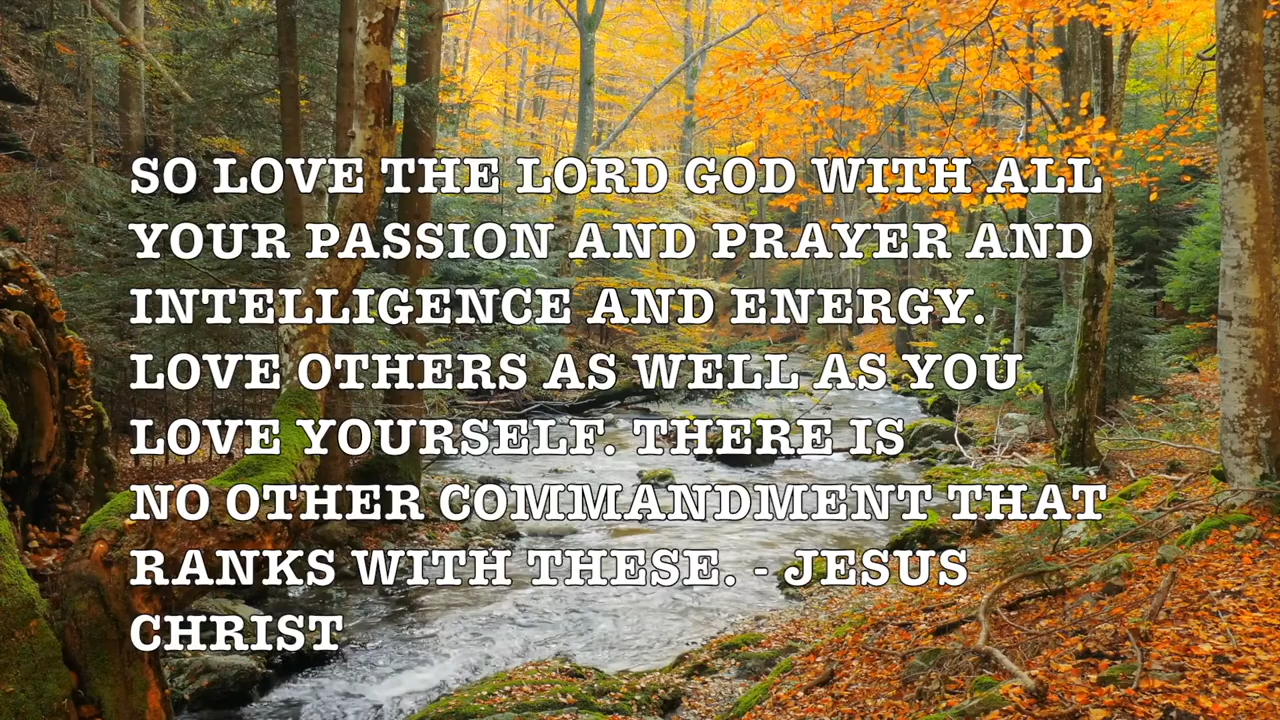 SO LOVE THE LORD GOD WITH ALL
YOUR PASSION AND PRAYER AND
INTELLIGENCE AND ENERGY.
LOVE OTHERS AS WELL AS YOU
LOVE YOURSELF. THERE IS
NO OTHER COMMANDMENT THAT
RANKS WITH THESE. - JESUS
CHRIST